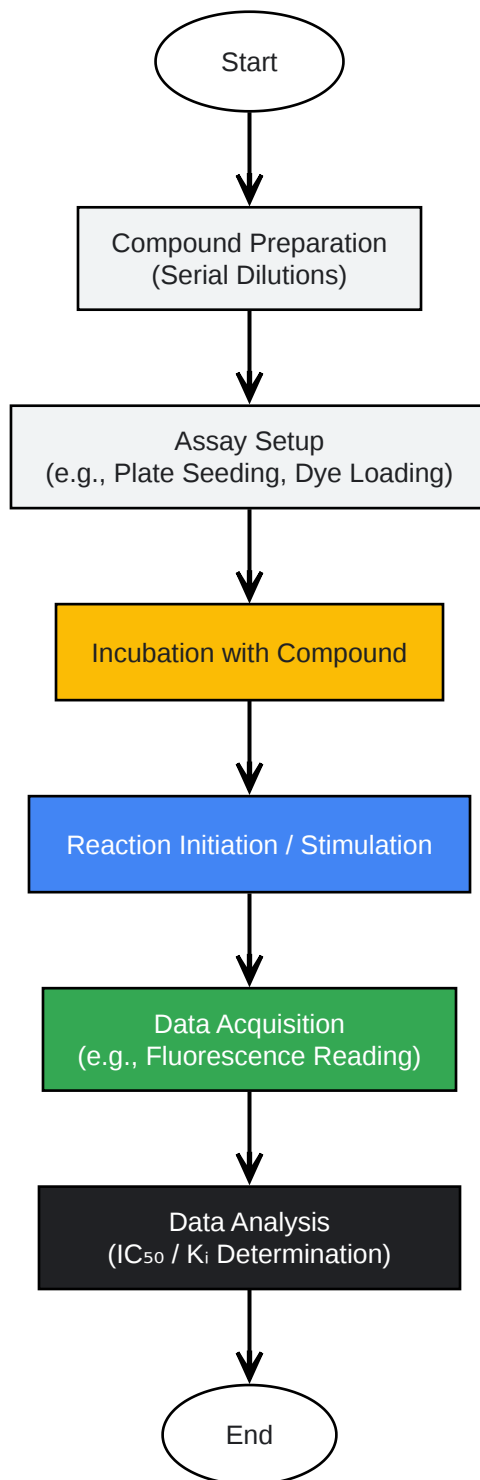 Start
Compound Preparation
(Serial Dilutions)
Assay Setup
(e.g., Plate Seeding, Dye Loading)
Incubation with Compound
Reaction Initiation / Stimulation
Data Acquisition
(e.g., Fluorescence Reading)
Data Analysis
(IC₅₀ / Kᵢ Determination)
End